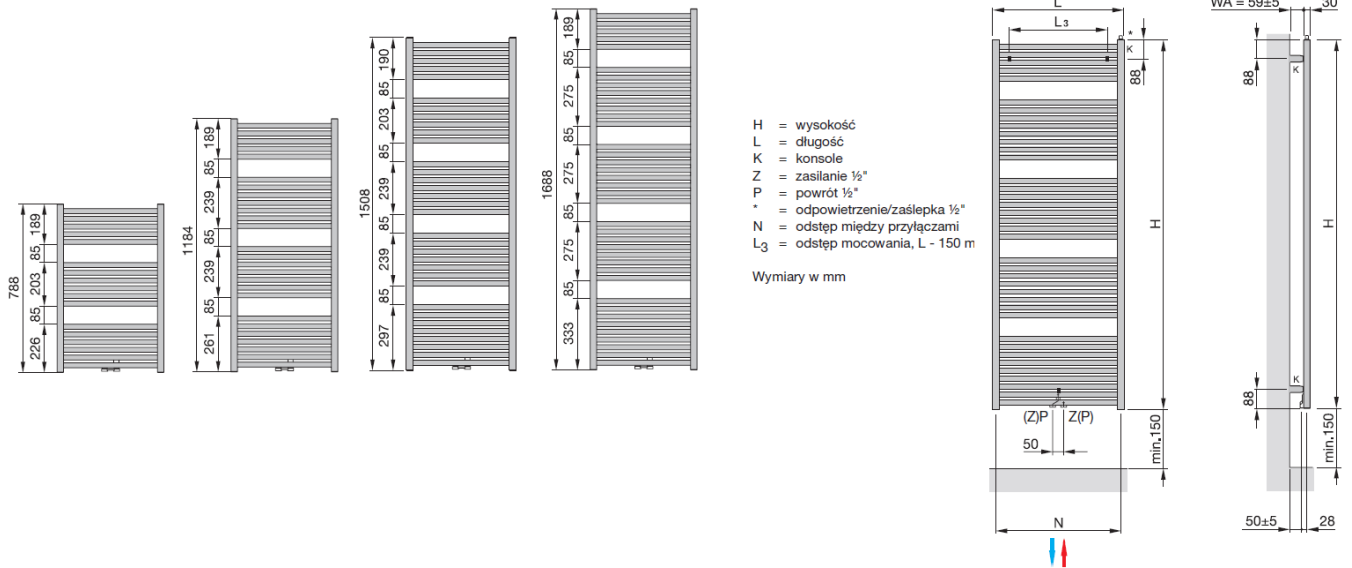 788
189
85
203
85
226
1184
189
85
239
85
239
85
261
1508
190
85
203
85
239
85
239
85
297
1688
189
85
275
85
275
85
275
85
333
H = wysokość
L = długość
K = konsole
Z = zasilanie ½"
P = powrót ½"
* = odpowietrzenie/zaślepka ½"
N = odstęp między przyłączami
L3 = odstęp mocowania, L - 150 m
Wymiary w mm
L
L3
*
K
88
H
(Z)P
Z(P)
50
min.150
N
WA = 59±5
30
88
K
H
K
88
min.150
50±5
28